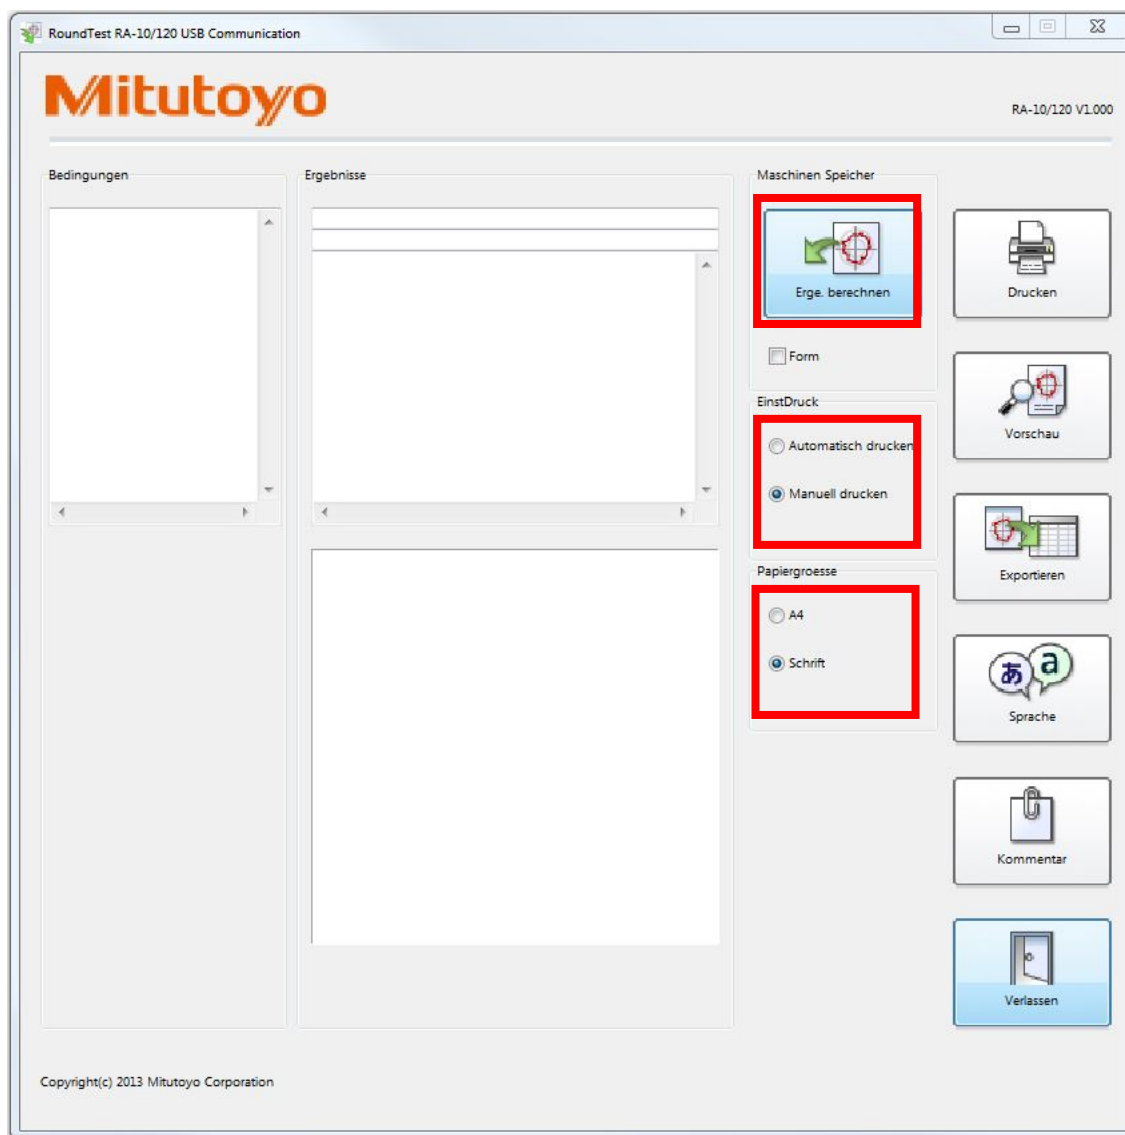 RoundTest RA-10/120 USB Communication
Mitutoyo
RA-10/120 V1.000
Bedingungen
Ergebnisse
Maschinen Speicher
Erge. berechnen
Form
EinstDruck
Automatisch drucken
Manuell drucken
Papiergroesse
A4
Schrift
Drucken
Vorschau
Exportieren
あ a
Sprache
Kommentar
Verlassen
Copyright(c) 2013 Mitutoyo Corporation